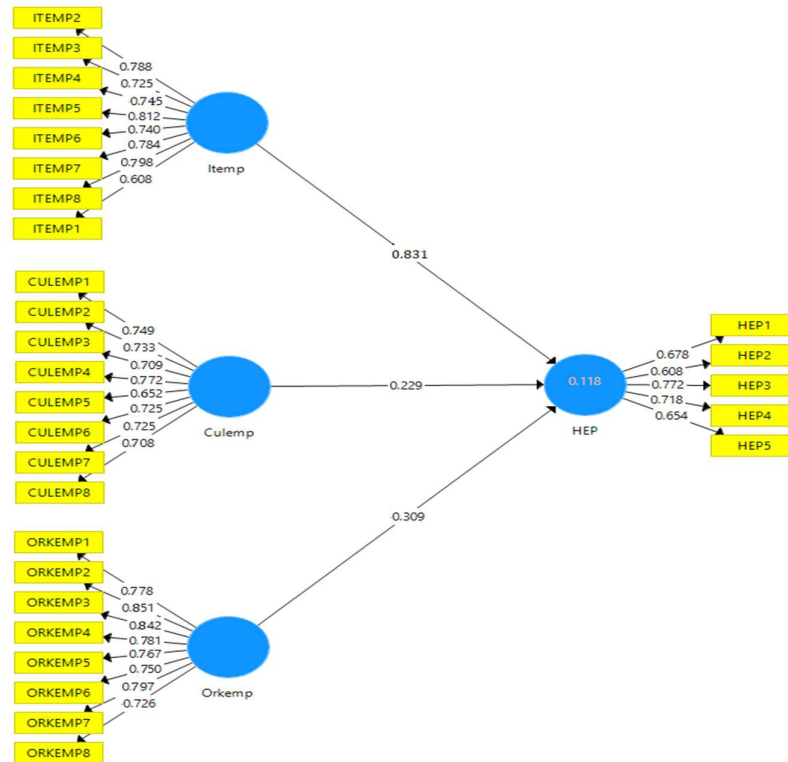 ITEMP2
ITEMP3
ITEMP4
ITEMP5
ITEMP6
ITEMP7
ITEMP8
ITEMP1
0.788
0.725
0.745
0.812
0.740
0.784
0.798
0.608
Itemp
0.831
CULEMP1
CULEMP2
CULEMP3
CULEMP4
CULEMP5
CULEMP6
CULEMP7
CULEMP8
0.749
0.733
0.709
0.772
0.652
0.725
0.725
0.708
Culemp
0.229
0.118
HEP
0.678
0.608
0.772
0.718
0.654
HEP1
HEP2
HEP3
HEP4
HEP5
0.309
ORKEMP1
ORKEMP2
ORKEMP3
ORKEMP4
ORKEMP5
ORKEMP6
ORKEMP7
ORKEMP8
0.778
0.851
0.842
0.781
0.767
0.750
0.797
0.726
Orkemp